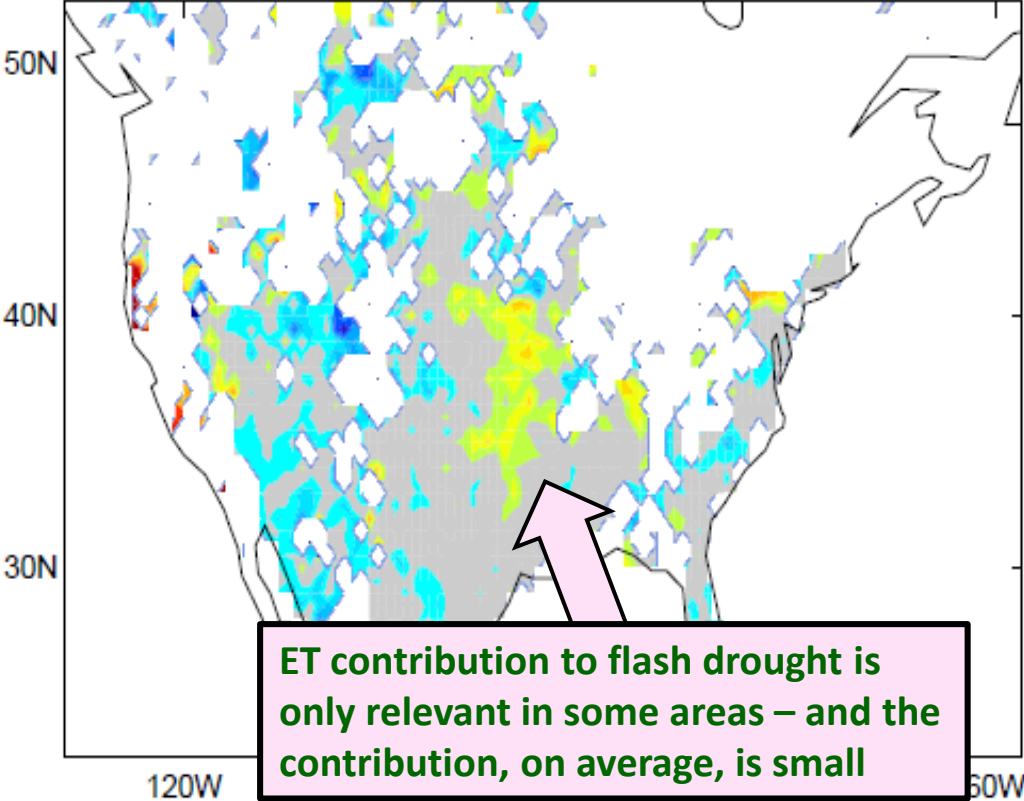 50N
40N
30N
ET contribution to flash drought is
only relevant in some areas – and the
contribution, on average, is small
120W
60W